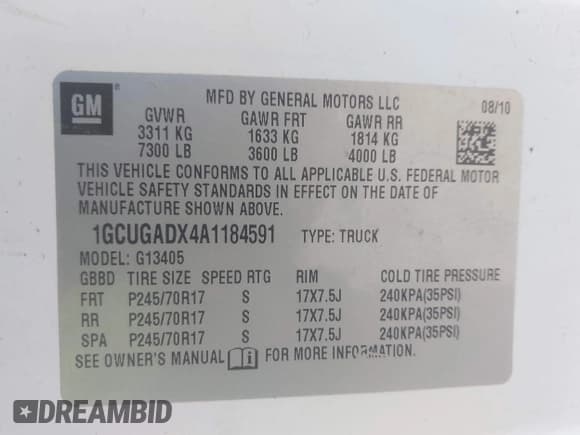 GM ®
MFD BY GENERAL MOTORS LLC 08/10
GVWR GAWR FRT GAWR RR
3311 KG 1633 KG 1814 KG
7300 LB 3600 LB 4000 LB
THIS VEHICLE CONFORMS TO ALL APPLICABLE U.S. FEDERAL MOTOR
VEHICLE SAFETY STANDARDS IN EFFECT ON THE DATE OF
MANUFACTURE SHOWN ABOVE.
1GCUGADX4A1184591 TYPE: TRUCK
MODEL: G13405
GBBD TIRE SIZE SPEED RTG RIM COLD TIRE PRESSURE
FRT P245/70R17 S 17X7.5J 240KPA(35PSI)
RR P245/70R17 S 17X7.5J 240KPA(35PSI)
SPA P245/70R17 S 17X7.5J 240KPA(35PSI)
SEE OWNER'S MANUAL i FOR MORE INFORMATION.
DREAMBID